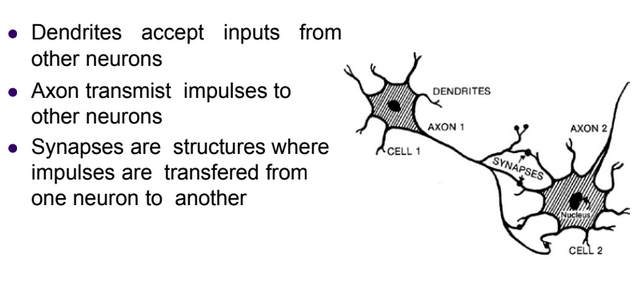 Dendrites accept inputs from
other neurons
Axon transmist impulses to
other neurons
Synapses are structures where
impulses are transfered from
one neuron to another
DENDRITES
AXON 1
CELL 1
SYNAPSES
AXON 2
Nucleus
CELL 2